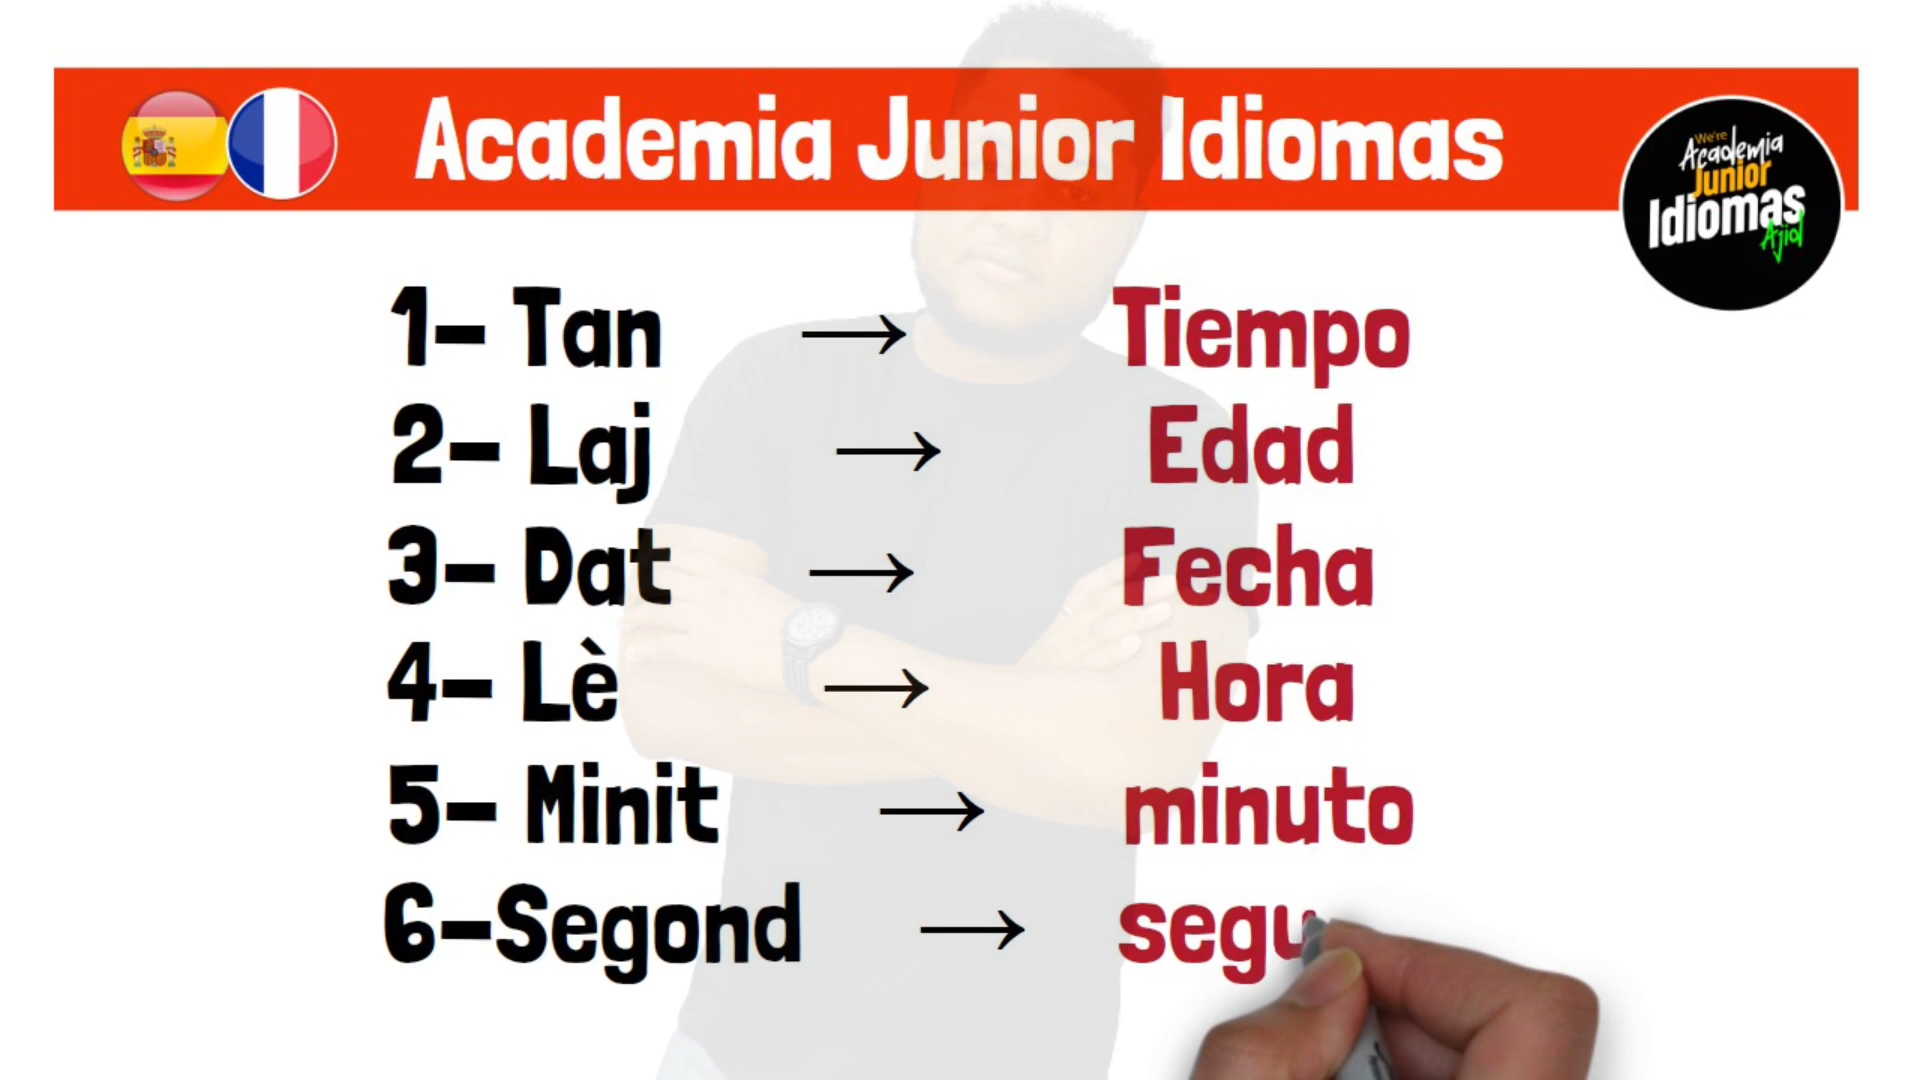 Academia Junior Idiomas
We're
Academia
Junior
Idiomas
Ajid
1- Tan → Tiempo
2- Laj → Edad
3- Dat → Fecha
4- Lè → Hora
5- Minit → minuto
6-Segond → segu